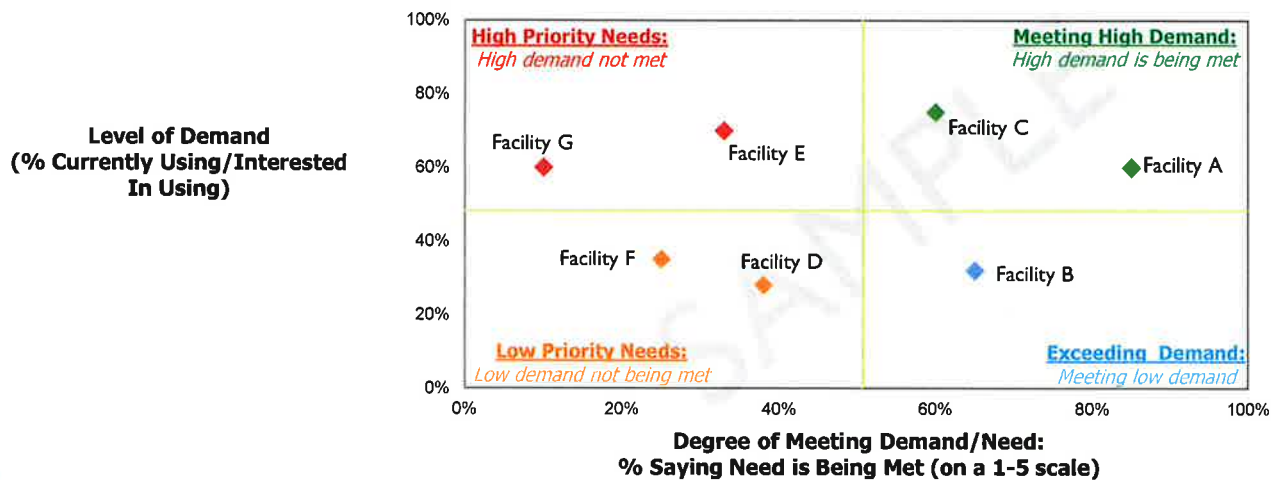 100%
80%
60%
40%
20%
0%
Level of Demand
(% Currently Using/Interested
In Using)
High Priority Needs:
High demand not met
Meeting High Demand:
High demand is being met
Facility G
Facility E
Facility C
Facility A
Facility F
Facility D
Facility B
SAMPLE
Low Priority Needs:
Low demand not being met
Exceeding Demand:
Meeting low demand
0%
20%
40%
60%
80%
100%
Degree of Meeting Demand/Need:
% Saying Need is Being Met (on a 1-5 scale)